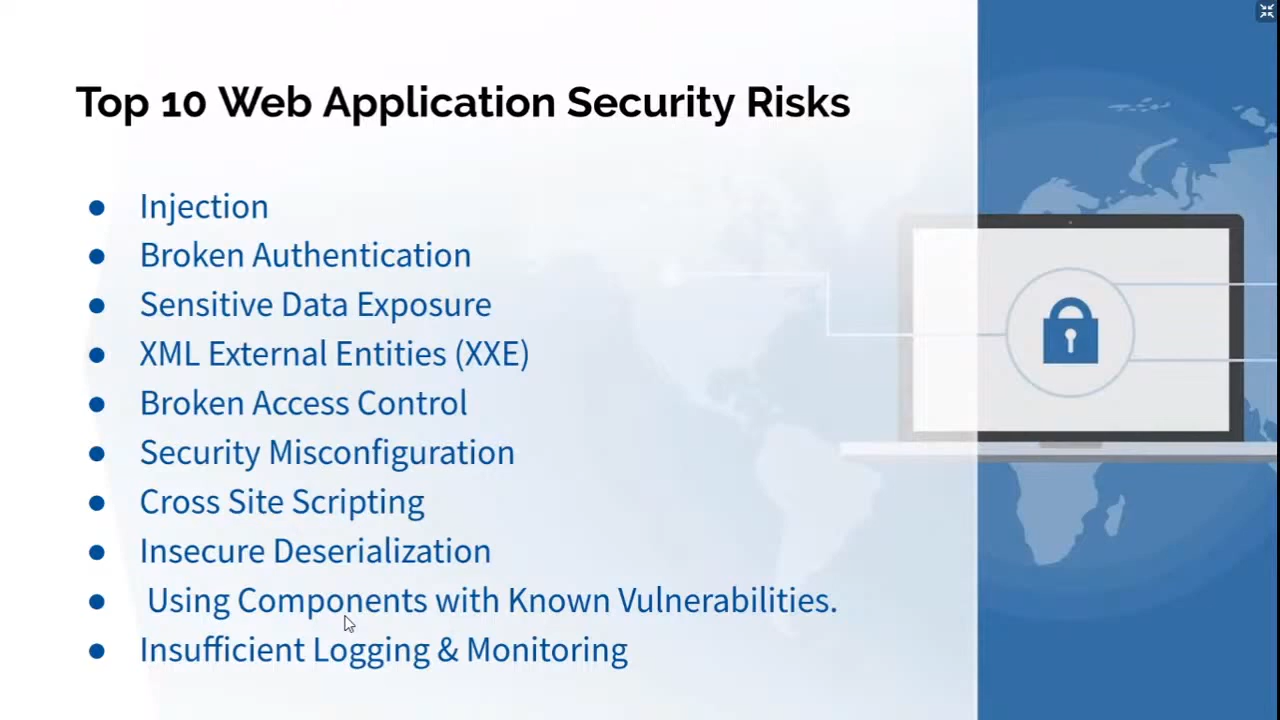 Top 10 Web Application Security Risks
● Injection
● Broken Authentication
● Sensitive Data Exposure
● XML External Entities (XXE)
● Broken Access Control
● Security Misconfiguration
● Cross Site Scripting
● Insecure Deserialization
● Using Components with Known Vulnerabilities.
● Insufficient Logging & Monitoring